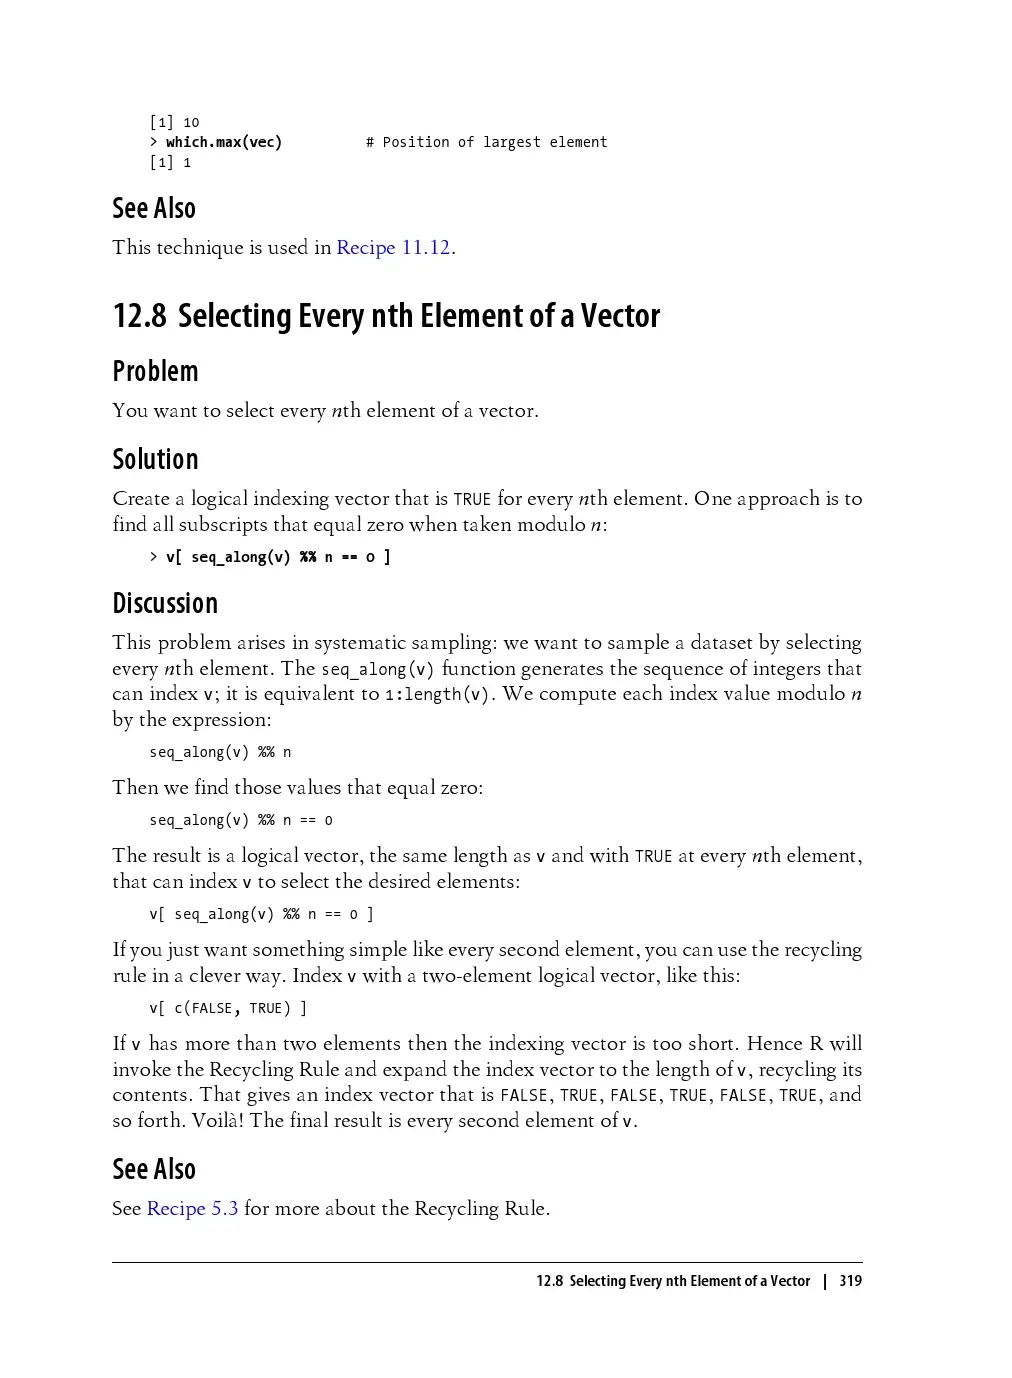 [1] 10
> which.max(vec)          # Position of largest element
[1] 1
See Also
This technique is used in Recipe 11.12.
12.8 Selecting Every nth Element of a Vector
Problem
You want to select every nth element of a vector.
Solution
Create a logical indexing vector that is TRUE for every nth element. One approach is to
find all subscripts that equal zero when taken modulo n:
> v[ seq_along(v) %% n == 0 ]
Discussion
This problem arises in systematic sampling: we want to sample a dataset by selecting
every nth element. The seq_along(v) function generates the sequence of integers that
can index v; it is equivalent to 1:length(v). We compute each index value modulo n
by the expression:
seq_along(v) %% n
Then we find those values that equal zero:
seq_along(v) %% n == 0
The result is a logical vector, the same length as v and with TRUE at every nth element,
that can index v to select the desired elements:
v[ seq_along(v) %% n == 0 ]
If you just want something simple like every second element, you can use the recycling
rule in a clever way. Index v with a two-element logical vector, like this:
v[ c(FALSE, TRUE) ]
If v has more than two elements then the indexing vector is too short. Hence R will
invoke the Recycling Rule and expand the index vector to the length of v, recycling its
contents. That gives an index vector that is FALSE, TRUE, FALSE, TRUE, FALSE, TRUE, and
so forth. Voilà! The final result is every second element of v.
See Also
See Recipe 5.3 for more about the Recycling Rule.
12.8 Selecting Every nth Element of a Vector | 319